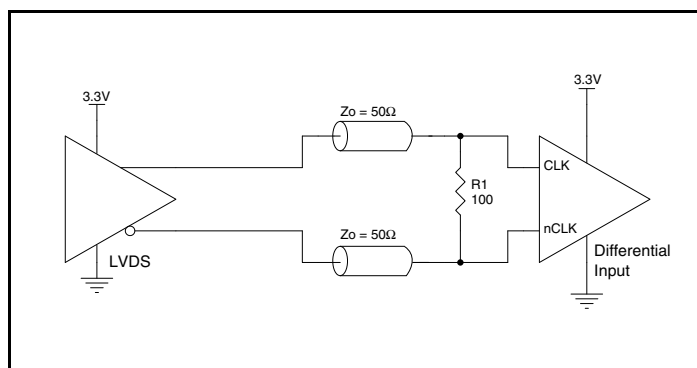 3.3V
3.3V
Zo = 50Ω
CLK
R1
100
Zo = 50Ω
nCLK
LVDS
Differential
Input